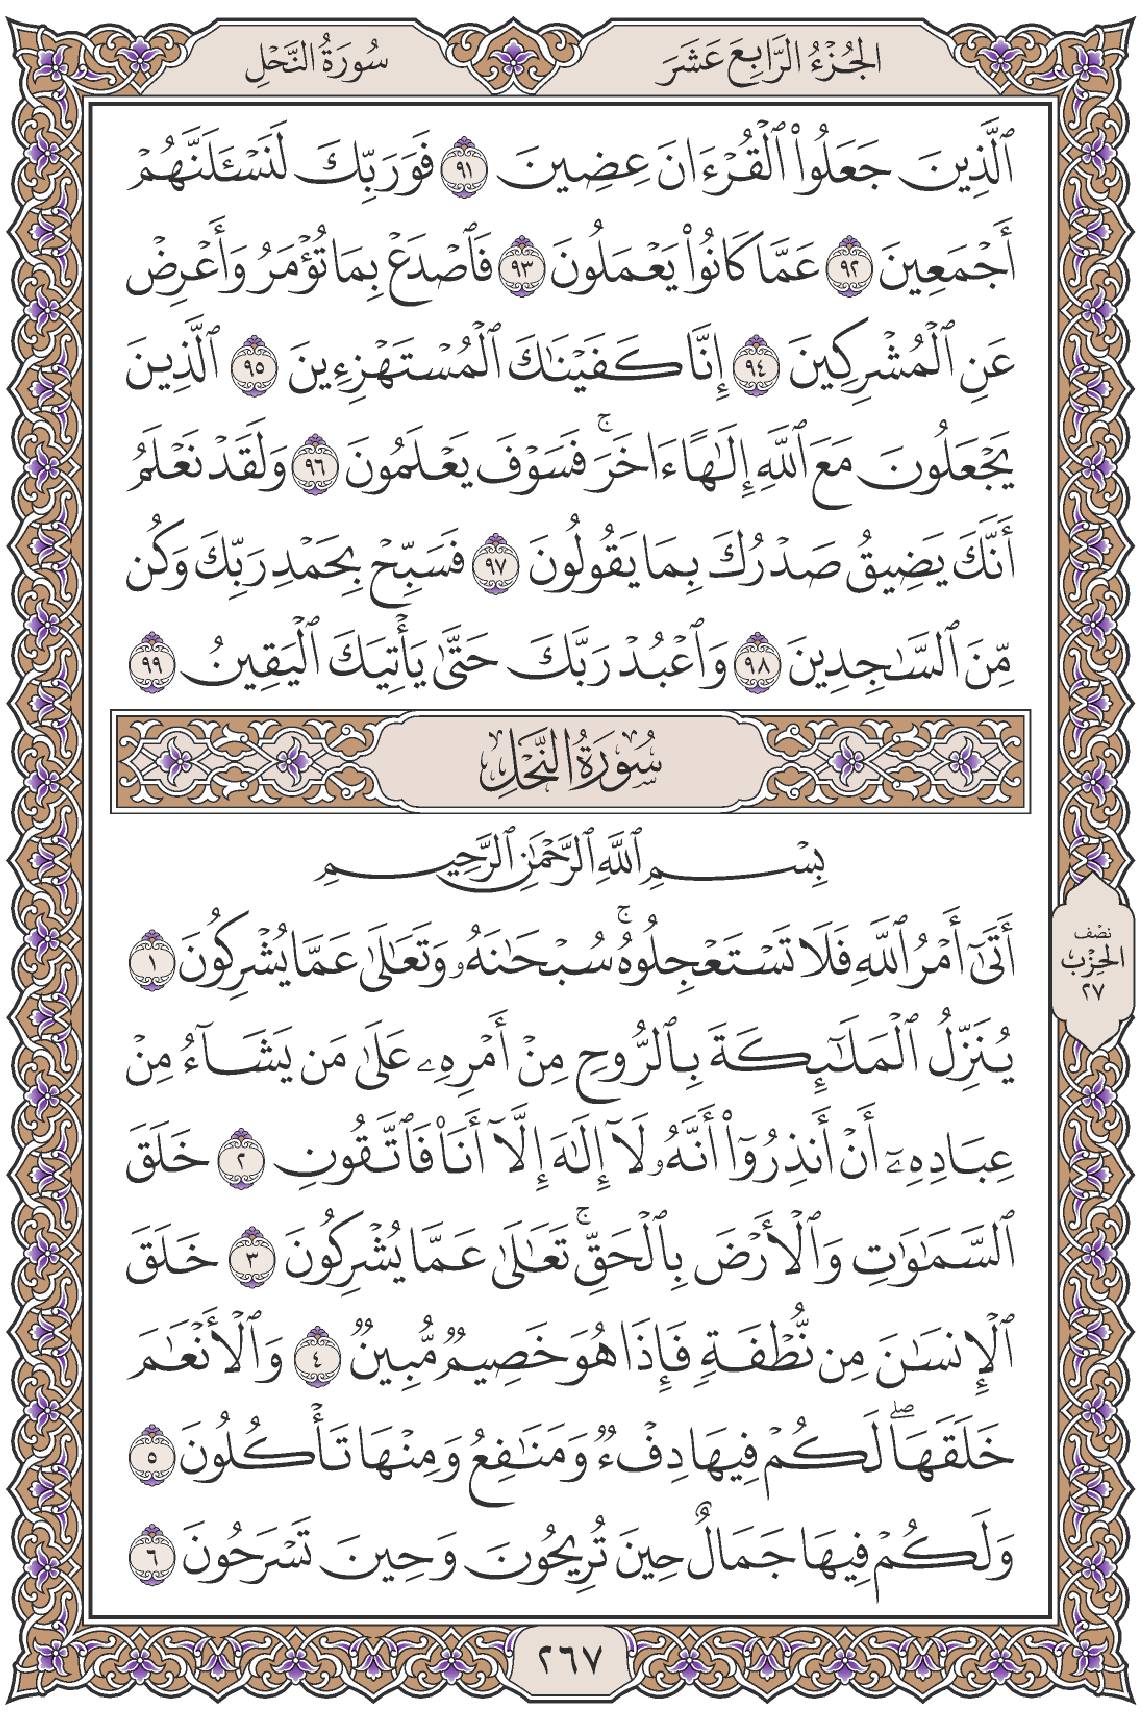 الجُزْءُ الرَّابِعَ عَشَرَ
سُورَةُ النَّحْلِ
ٱلَّذِينَ جَعَلُوا۟ ٱلْقُرْءَانَ عِضِينَ ٩١ فَوَرَبِّكَ لَنَسْـَٔلَنَّهُمْ
أَجْمَعِينَ ٩٢ عَمَّا كَانُوا۟ يَعْمَلُونَ ٩٣ فَٱصْدَعْ بِمَا تُؤْمَرُ وَأَعْرِضْ
عَنِ ٱلْمُشْرِكِينَ ٩٤ إِنَّا كَفَيْنَٰكَ ٱلْمُسْتَهْزِءِينَ ٩٥ ٱلَّذِينَ
يَجْعَلُونَ مَعَ ٱللَّهِ إِلَٰهًا ءَاخَرَ ۚ فَسَوْفَ يَعْلَمُونَ ٩٦ وَلَقَدْ نَعْلَمُ
أَنَّكَ يَضِيقُ صَدْرُكَ بِمَا يَقُولُونَ ٩٧ فَسَبِّحْ بِحَمْدِ رَبِّكَ وَكُن
مِّنَ ٱلسَّٰجِدِينَ ٩٨ وَٱعْبُدْ رَبَّكَ حَتَّىٰ يَأْتِيَكَ ٱلْيَقِينُ ٩٩
سُورَةُ النَّحْلِ
بِسْمِ ٱللَّهِ ٱلرَّحْمَٰنِ ٱلرَّحِيمِ
أَتَىٰٓ أَمْرُ ٱللَّهِ فَلَا تَسْتَعْجِلُوهُ ۚ سُبْحَٰنَهُۥ وَتَعَٰلَىٰ عَمَّا يُشْرِكُونَ ١
يُنَزِّلُ ٱلْمَلَٰٓئِكَةَ بِٱلرُّوحِ مِنْ أَمْرِهِۦ عَلَىٰ مَن يَشَآءُ مِنْ
عِبَادِهِۦٓ أَنْ أَنذِرُوٓا۟ أَنَّهُۥ لَآ إِلَٰهَ إِلَّآ أَنَا۠ فَٱتَّقُونِ ٢ خَلَقَ
ٱلسَّمَٰوَٰتِ وَٱلْأَرْضَ بِٱلْحَقِّ ۚ تَعَٰلَىٰ عَمَّا يُشْرِكُونَ ٣ خَلَقَ
ٱلْإِنسَٰنَ مِن نُّطْفَةٍ فَإِذَا هُوَ خَصِيمٌ مُّبِينٌ ٤ وَٱلْأَنْعَٰمَ
خَلَقَهَا ۖ لَكُمْ فِيهَا دِفْءٌ وَمَنَٰفِعُ وَمِنْهَا تَأْكُلُونَ ٥
وَلَكُمْ فِيهَا جَمَالٌ حِينَ تُرِيحُونَ وَحِينَ تَسْرَحُونَ ٦
نصف
الحِزْب
٢٧
٢٦٧